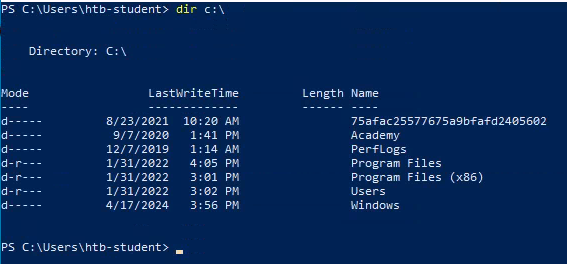 PS C:\Users\htb-student> dir c:\
Directory: C:\
Mode LastWriteTime Length Name
---- ------------- ------ ----
d----- 8/23/2021 10:20 AM 75afac25577675a9bfafd2405602
d----- 9/7/2020 1:41 PM Academy
d----- 12/7/2019 1:14 AM PerfLogs
d-r--- 1/31/2022 4:05 PM Program Files
d-r--- 1/31/2022 3:01 PM Program Files (x86)
d-r--- 1/31/2022 3:02 PM Users
d----- 4/17/2024 3:56 PM Windows
PS C:\Users\htb-student>